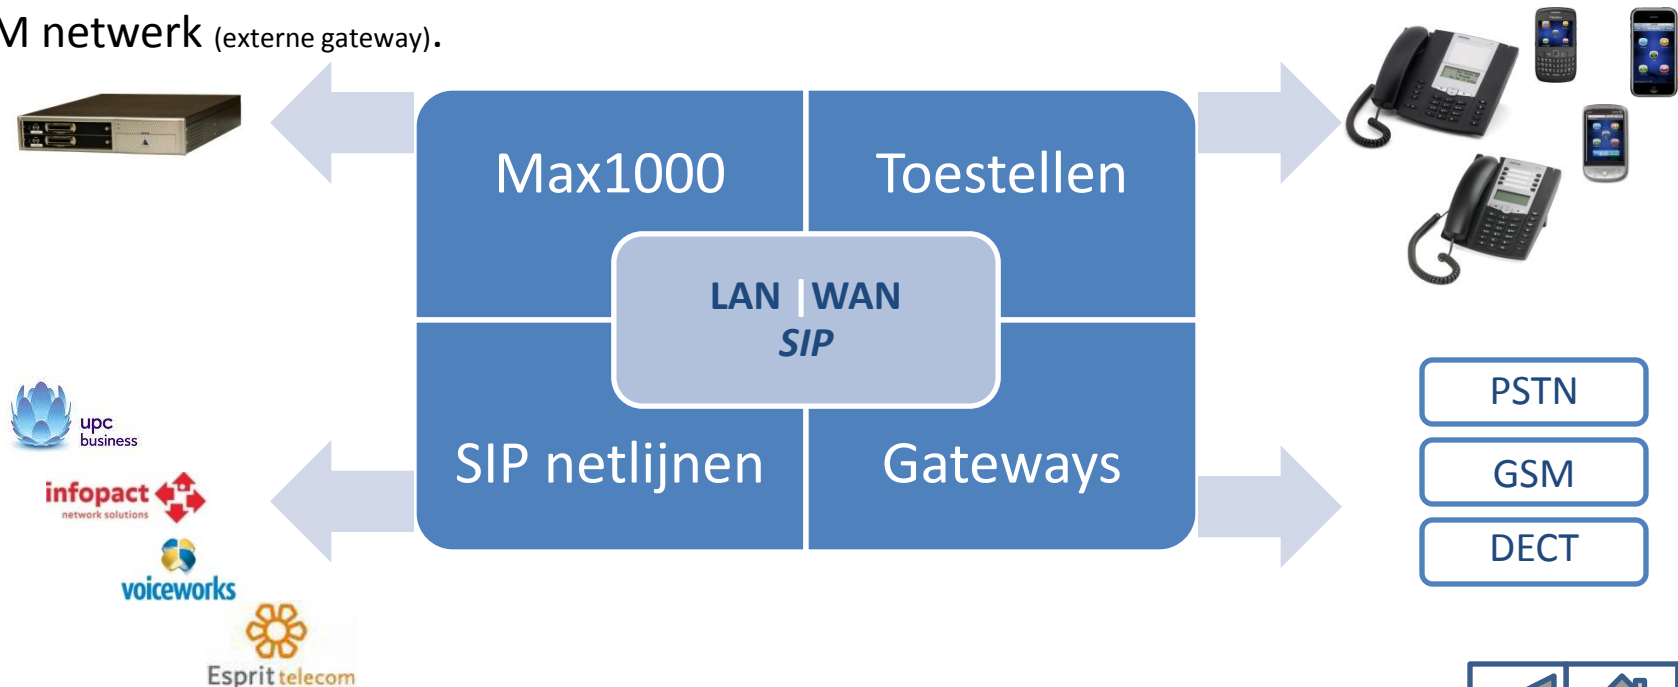 M netwerk (externe gateway).
Max1000
Toestellen
LAN | WAN
SIP
SIP netlijnen
Gateways
upc
business
infopact
network solutions
voiceworks
Esprit telecom
PSTN
GSM
DECT